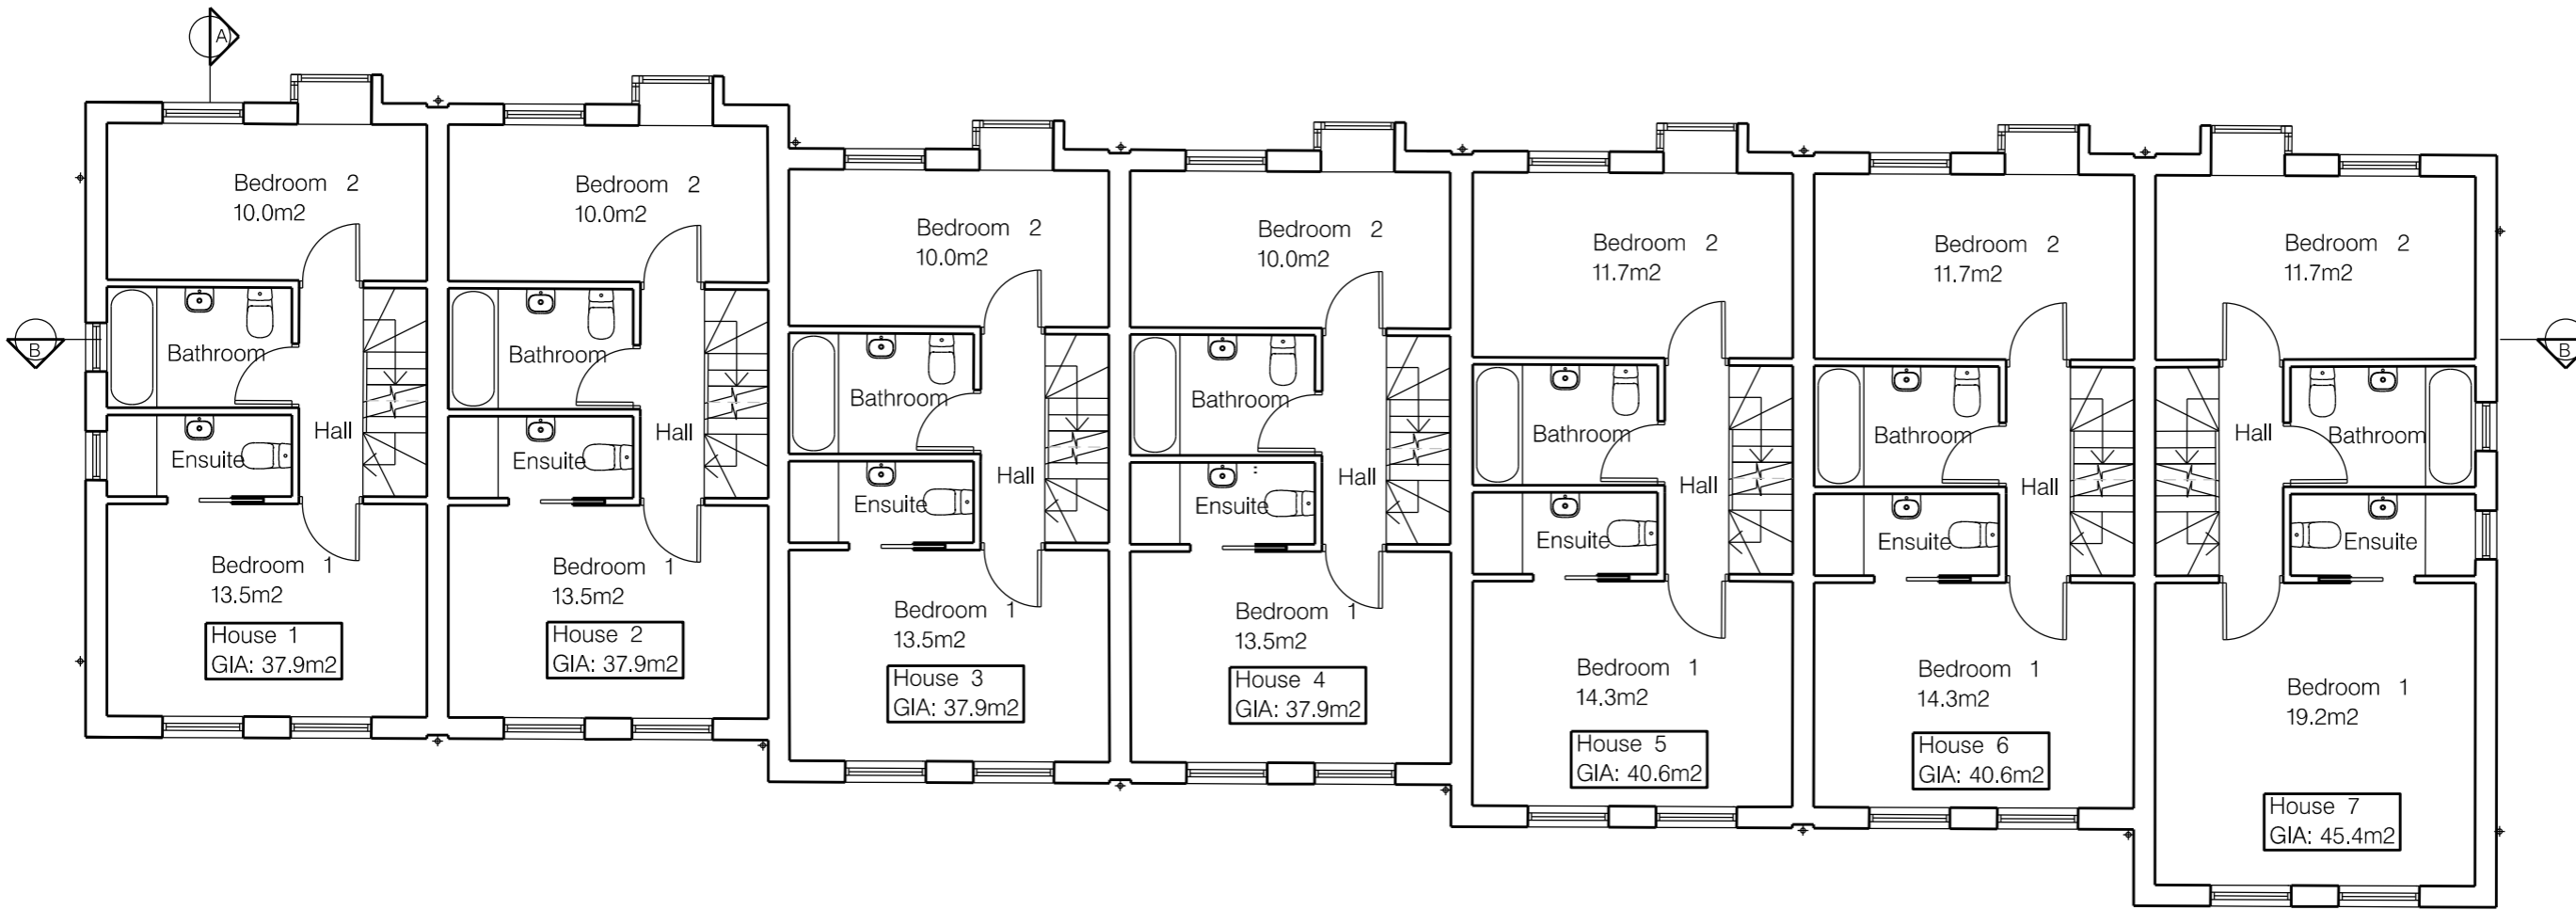 A
B
Bedroom 2
10.0m2
Bathroom
Ensuite
Hall
Bedroom 1
13.5m2
House 1
GIA: 37.9m2
Bedroom 2
10.0m2
Bathroom
Ensuite
Hall
Bedroom 1
13.5m2
House 2
GIA: 37.9m2
Bedroom 2
10.0m2
Bathroom
Ensuite
Hall
Bedroom 1
13.5m2
House 3
GIA: 37.9m2
Bedroom 2
10.0m2
Bathroom
Ensuite
Hall
Bedroom 1
13.5m2
House 4
GIA: 37.9m2
Bedroom 2
11.7m2
Bathroom
Ensuite
Hall
Bedroom 1
14.3m2
House 5
GIA: 40.6m2
Bedroom 2
11.7m2
Bathroom
Ensuite
Hall
Bedroom 1
14.3m2
House 6
GIA: 40.6m2
Bedroom 2
11.7m2
Hall
Bathroom
Ensuite
Bedroom 1
19.2m2
House 7
GIA: 45.4m2
B